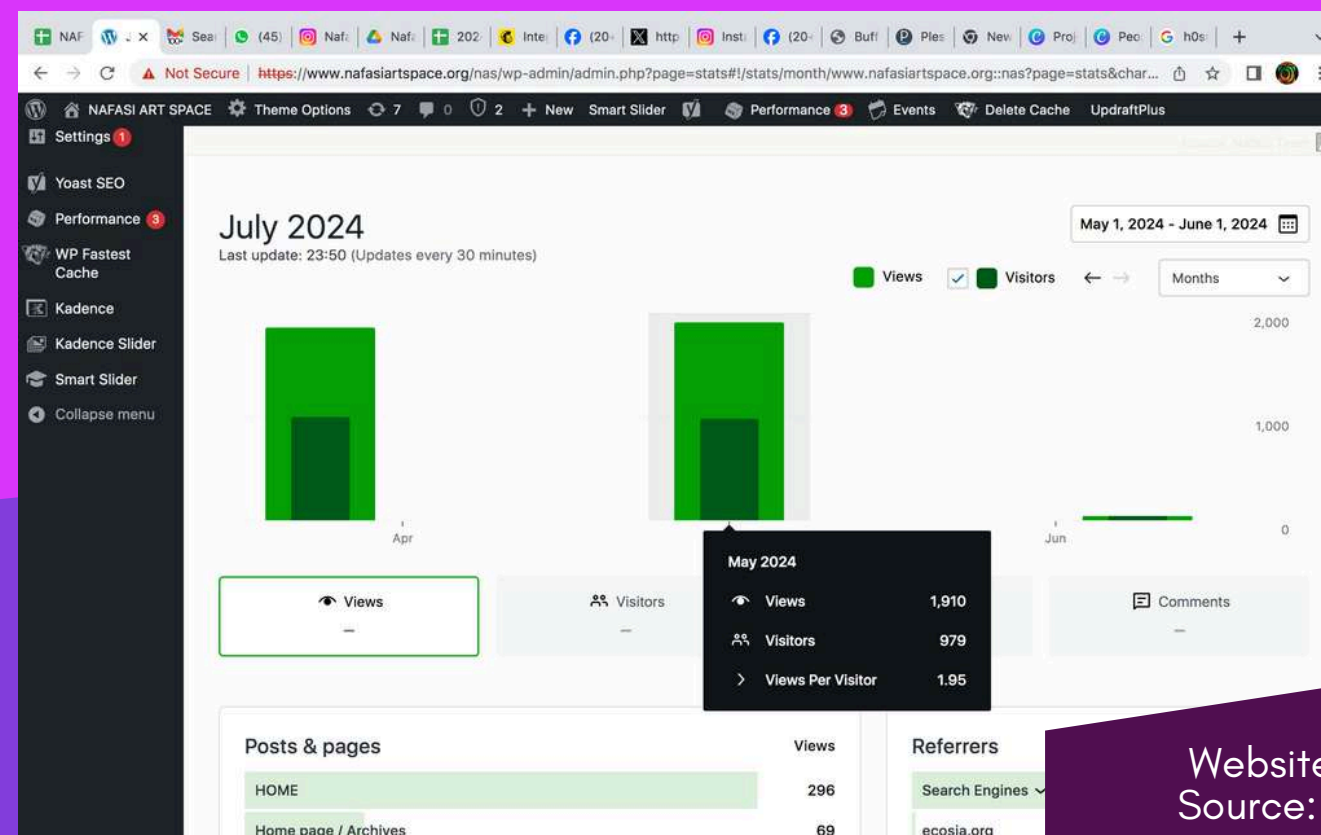 NAF
Sea
(45)
Nafa
Nafa
202
Inte
(20
http
Inst
(20
Buff
Ples
New
Proj
Peo
h0s
Not Secure | https://www.nafasiartspace.org/nas/wp-admin/admin.php?page=stats#!/stats/month/www.nafasiartspace.org::nas?page=stats&char...
NAFASI ART SPACE Theme Options 7 0 2 + New Smart Slider Performance 3 Events Delete Cache UpdraftPlus
Settings 1
Yoast SEO
Performance 3
WP Fastest
Cache
Kadence
Kadence Slider
Smart Slider
Collapse menu
July 2024
Last update: 23:50 (Updates every 30 minutes)
May 1, 2024 - June 1, 2024
Views Visitors Months
2,000
1,000
0
Apr
Jun
May 2024
Views 1,910
Visitors 979
Views Per Visitor 1.95
Views
–
Visitors
–
Comments
–
Posts & pages Views
HOME 296
Home page / Archives 69
Referrers
Search Engines
ecosia.org
Website
Source: